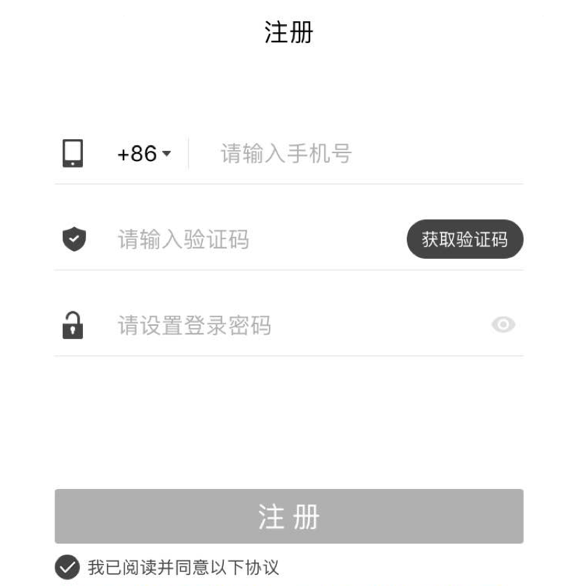 注册
+86 请输入手机号
请输入验证码 获取验证码
请设置登录密码
注 册
我已阅读并同意以下协议